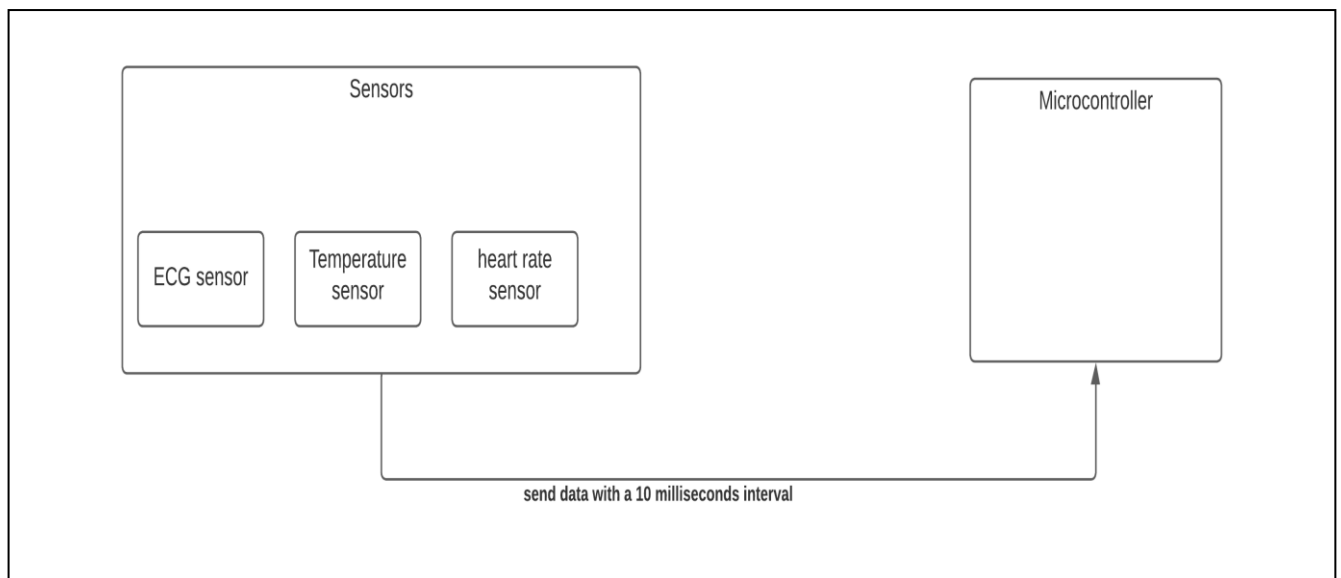 Sensors
Microcontroller
ECG sensor
Temperature
sensor
heart rate
sensor
send data with a 10 milliseconds interval